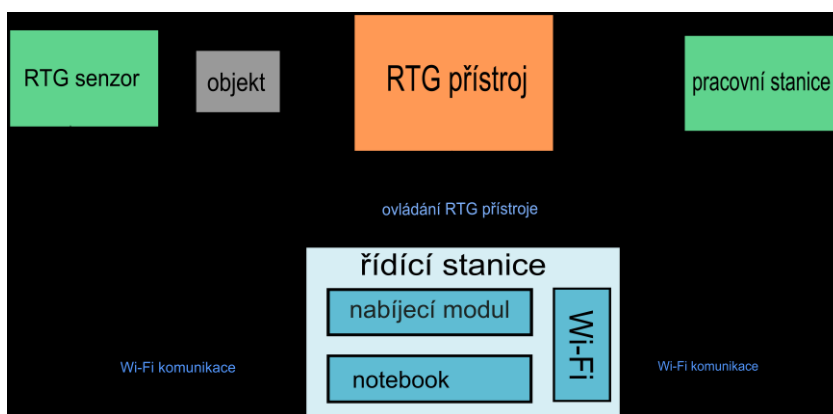 RTG senzor
objekt
RTG přístroj
pracovní stanice
ovládání RTG přístroje
řídící stanice
nabíjecí modul
Wi-Fi
notebook
Wi-Fi komunikace
Wi-Fi komunikace